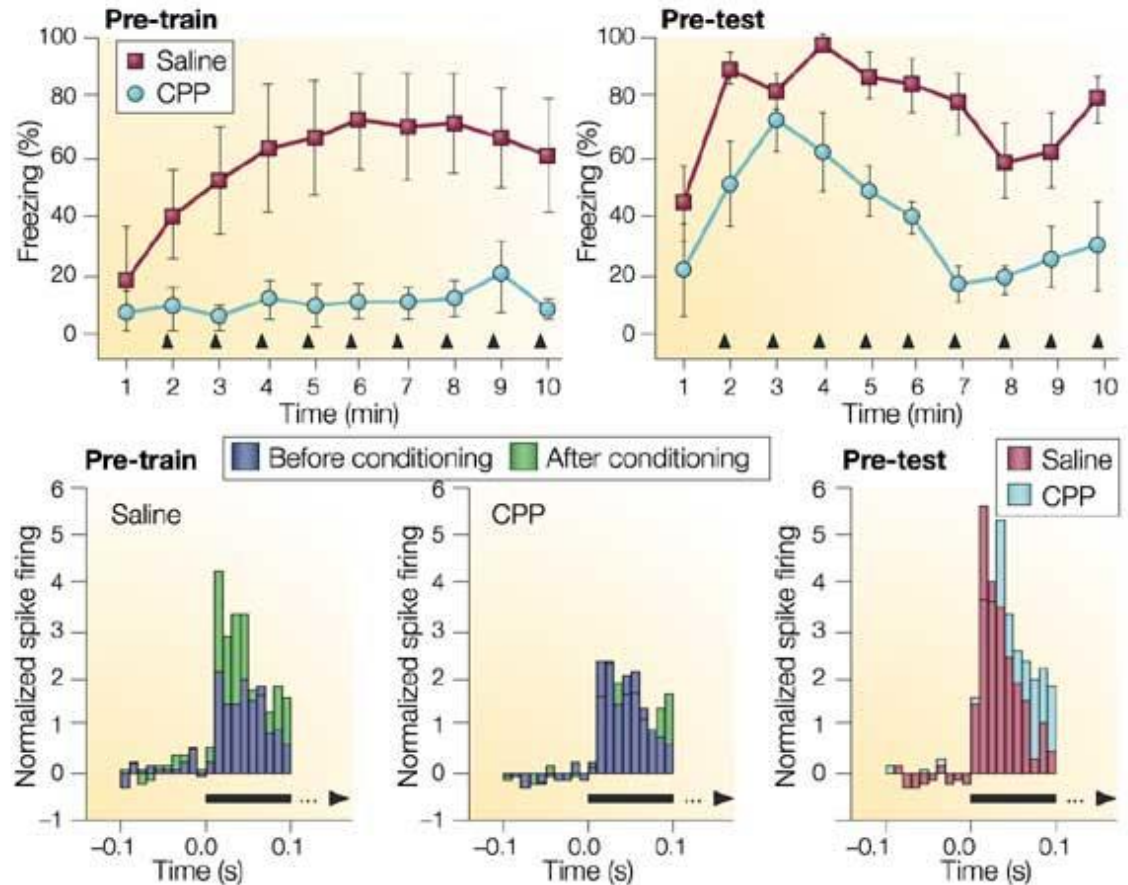 Pre-train
Saline
CPP
Freezing (%)
100
80
60
40
20
0
1 2 3 4 5 6 7 8 9 10
Time (min)
Pre-test
Freezing (%)
100
80
60
40
20
0
1 2 3 4 5 6 7 8 9 10
Time (min)
Before conditioning After conditioning
Pre-train
Saline
Normalized spike firing
6
5
4
3
2
1
0
–1
–0.1 0.0 0.1
Time (s)
...
CPP
Normalized spike firing
6
5
4
3
2
1
0
–1
–0.1 0.0 0.1
Time (s)
...
Pre-test
Saline
CPP
Normalized spike firing
6
5
4
3
2
1
0
–1
–0.1 0.0 0.1
Time (s)
...